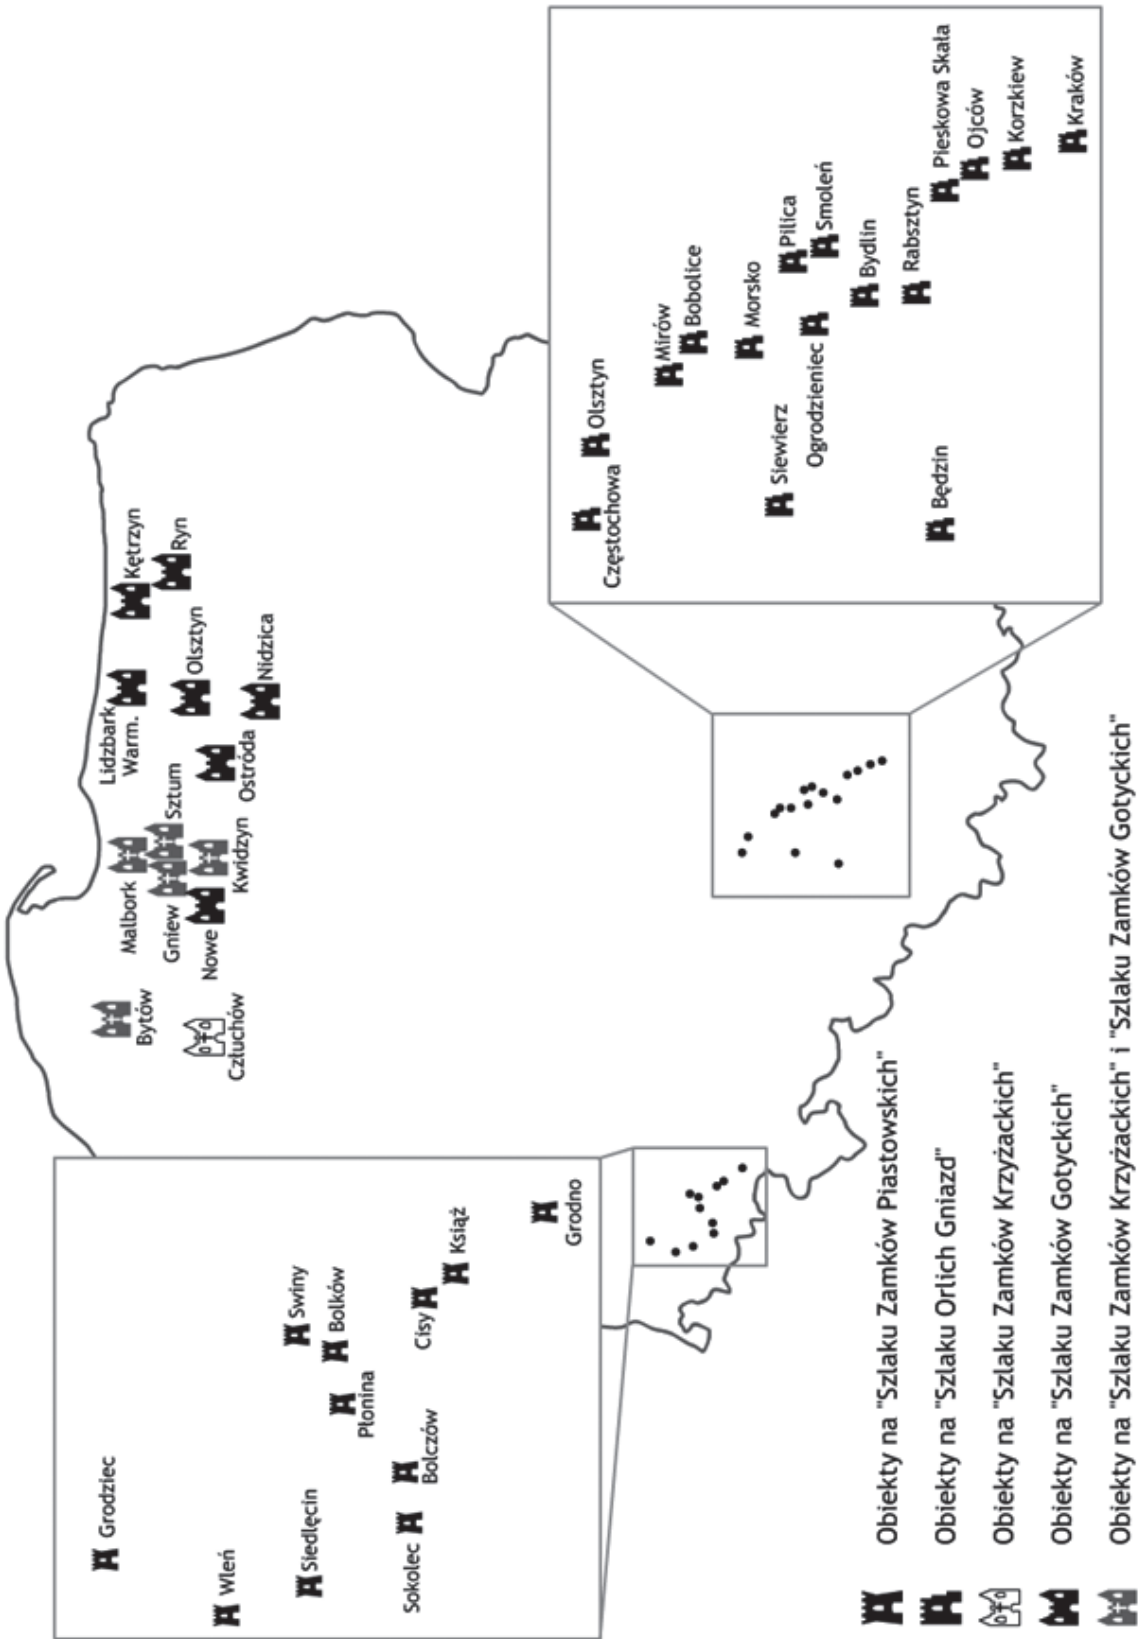 Bytów
Człuchów
Malbork
Gniew
Nowe
Sztum
Kwidzyn
Lidzbark
Warm.
Ostróda
Olsztyn
Nidzica
Kętrzyn
Ryn
Grodziec
Wleń
Siedlęcin
Swiny
Bolków
Płonina
Sokolec
Bolczów
Cisy
Książ
Grodno
Częstochowa
Olsztyn
Mirów
Bobolice
Morsko
Siewierz
Ogrodzieniec
Pilica
Smoleń
Bydlin
Rabsztyn
Będzin
Pieskowa Skała
Ojców
Korzkiew
Kraków
Obiekty na "Szlaku Zamków Piastowskich"
Obiekty na "Szlaku Orlich Gniazd"
Obiekty na "Szlaku Zamków Krzyżackich"
Obiekty na "Szlaku Zamków Gotyckich"
Obiekty na "Szlaku Zamków Krzyżackich" i "Szlaku Zamków Gotyckich"